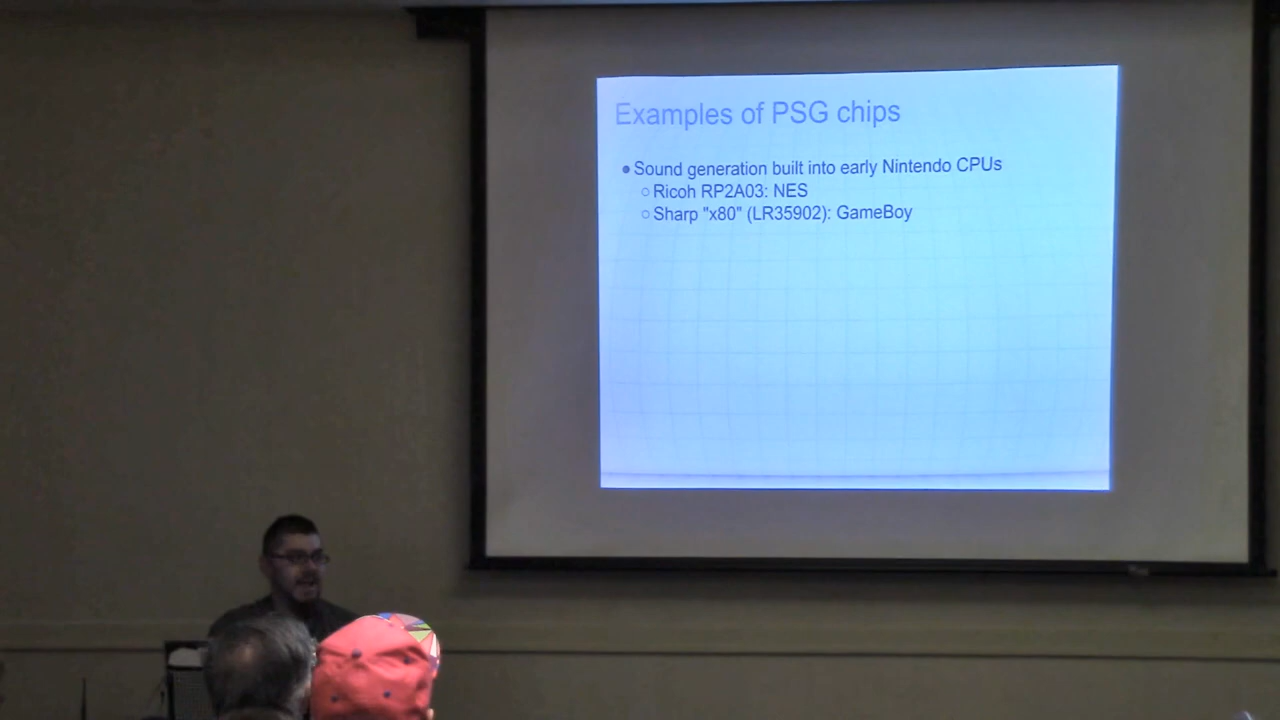 Examples of PSG chips
● Sound generation built into early Nintendo CPUs
○ Ricoh RP2A03: NES
○ Sharp "x80" (LR35902): GameBoy